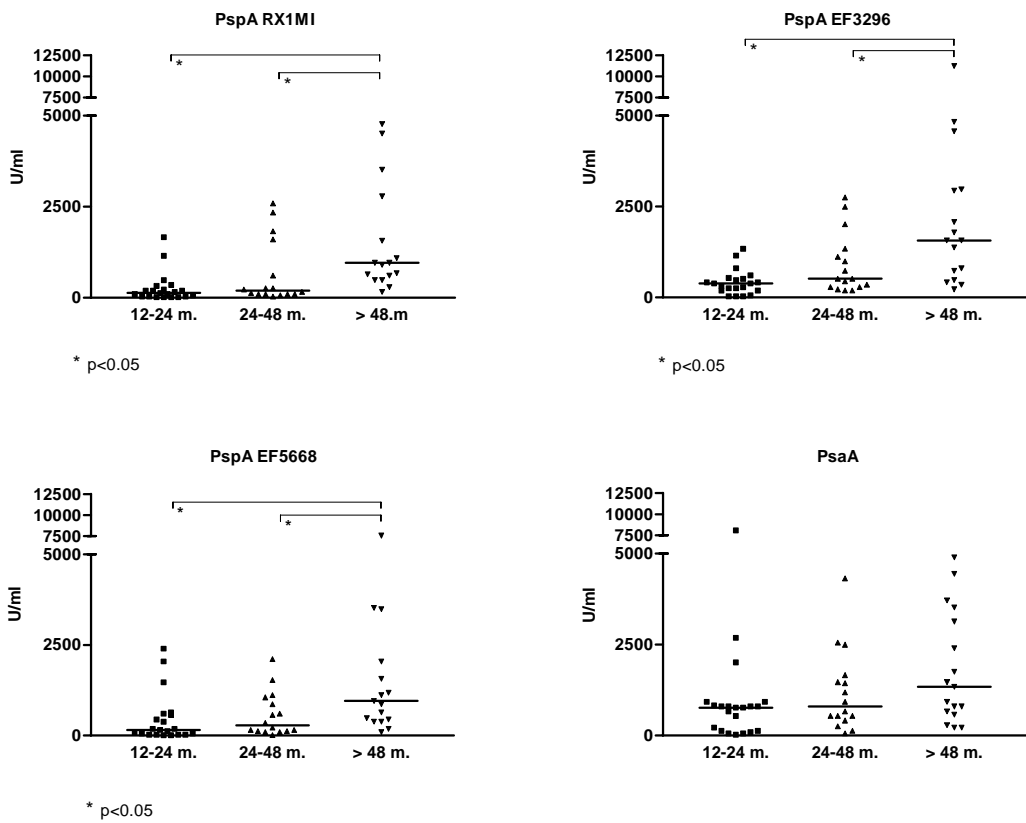 PspA RX1MI
12500
10000
7500
5000
2500
0
U/ml
*
*
12-24 m.
24-48 m.
> 48.m
* p<0.05
PspA EF3296
12500
10000
7500
5000
2500
0
U/ml
*
*
12-24 m.
24-48 m.
> 48 m.
* p<0.05
PspA EF5668
12500
10000
7500
5000
2500
0
U/ml
*
*
12-24 m.
24-48 m.
> 48 m.
* p<0.05
PsaA
12500
10000
7500
5000
2500
0
U/ml
12-24 m.
24-48 m.
> 48 m.